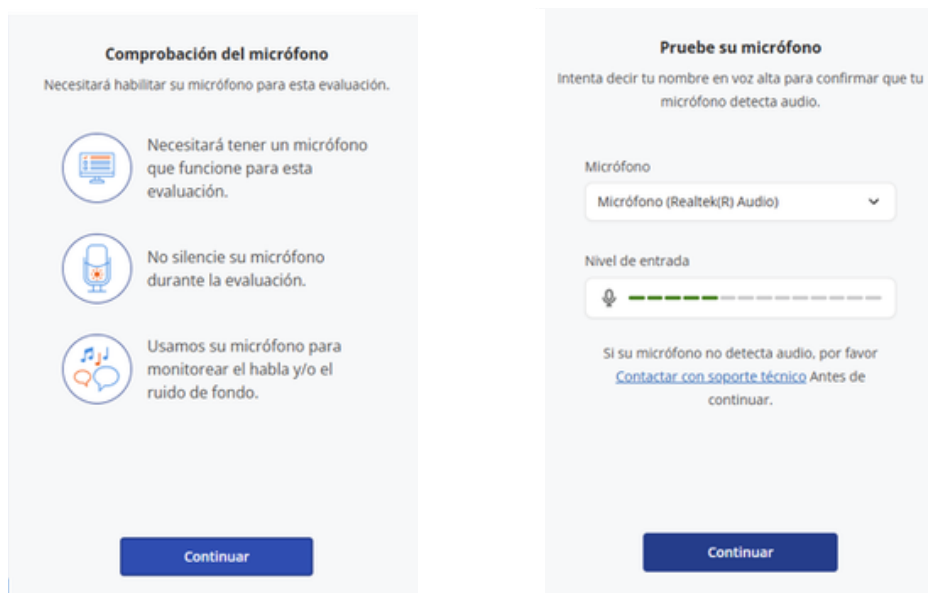 Comprobación del micrófono
Necesitará habilitar su micrófono para esta evaluación.
Necesitará tener un micrófono
que funcione para esta
evaluación.
No silencie su micrófono
durante la evaluación.
Usamos su micrófono para
monitorear el habla y/o el
ruido de fondo.
Continuar
Pruebe su micrófono
Intenta decir tu nombre en voz alta para confirmar que tu
micrófono detecta audio.
Micrófono
Micrófono (Realtek(R) Audio)
Nivel de entrada
Si su micrófono no detecta audio, por favor
Contactar con soporte técnico Antes de
continuar.
Continuar